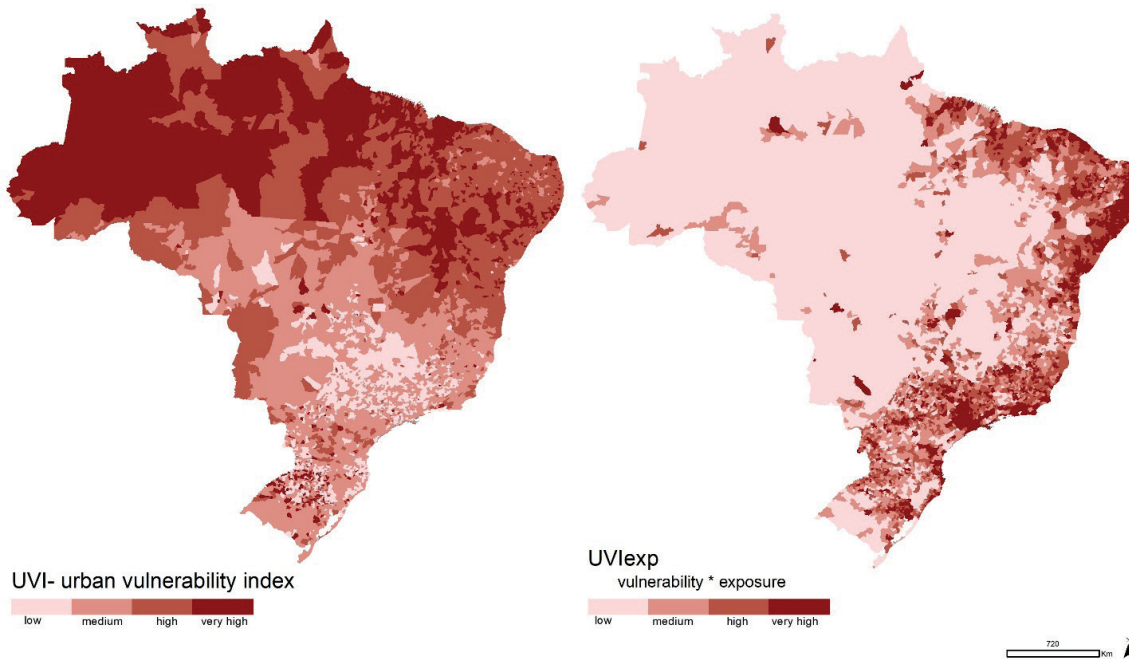 UVI- urban vulnerability index
low medium high very high
UVIexp
vulnerability * exposure
low medium high very high
720
Km